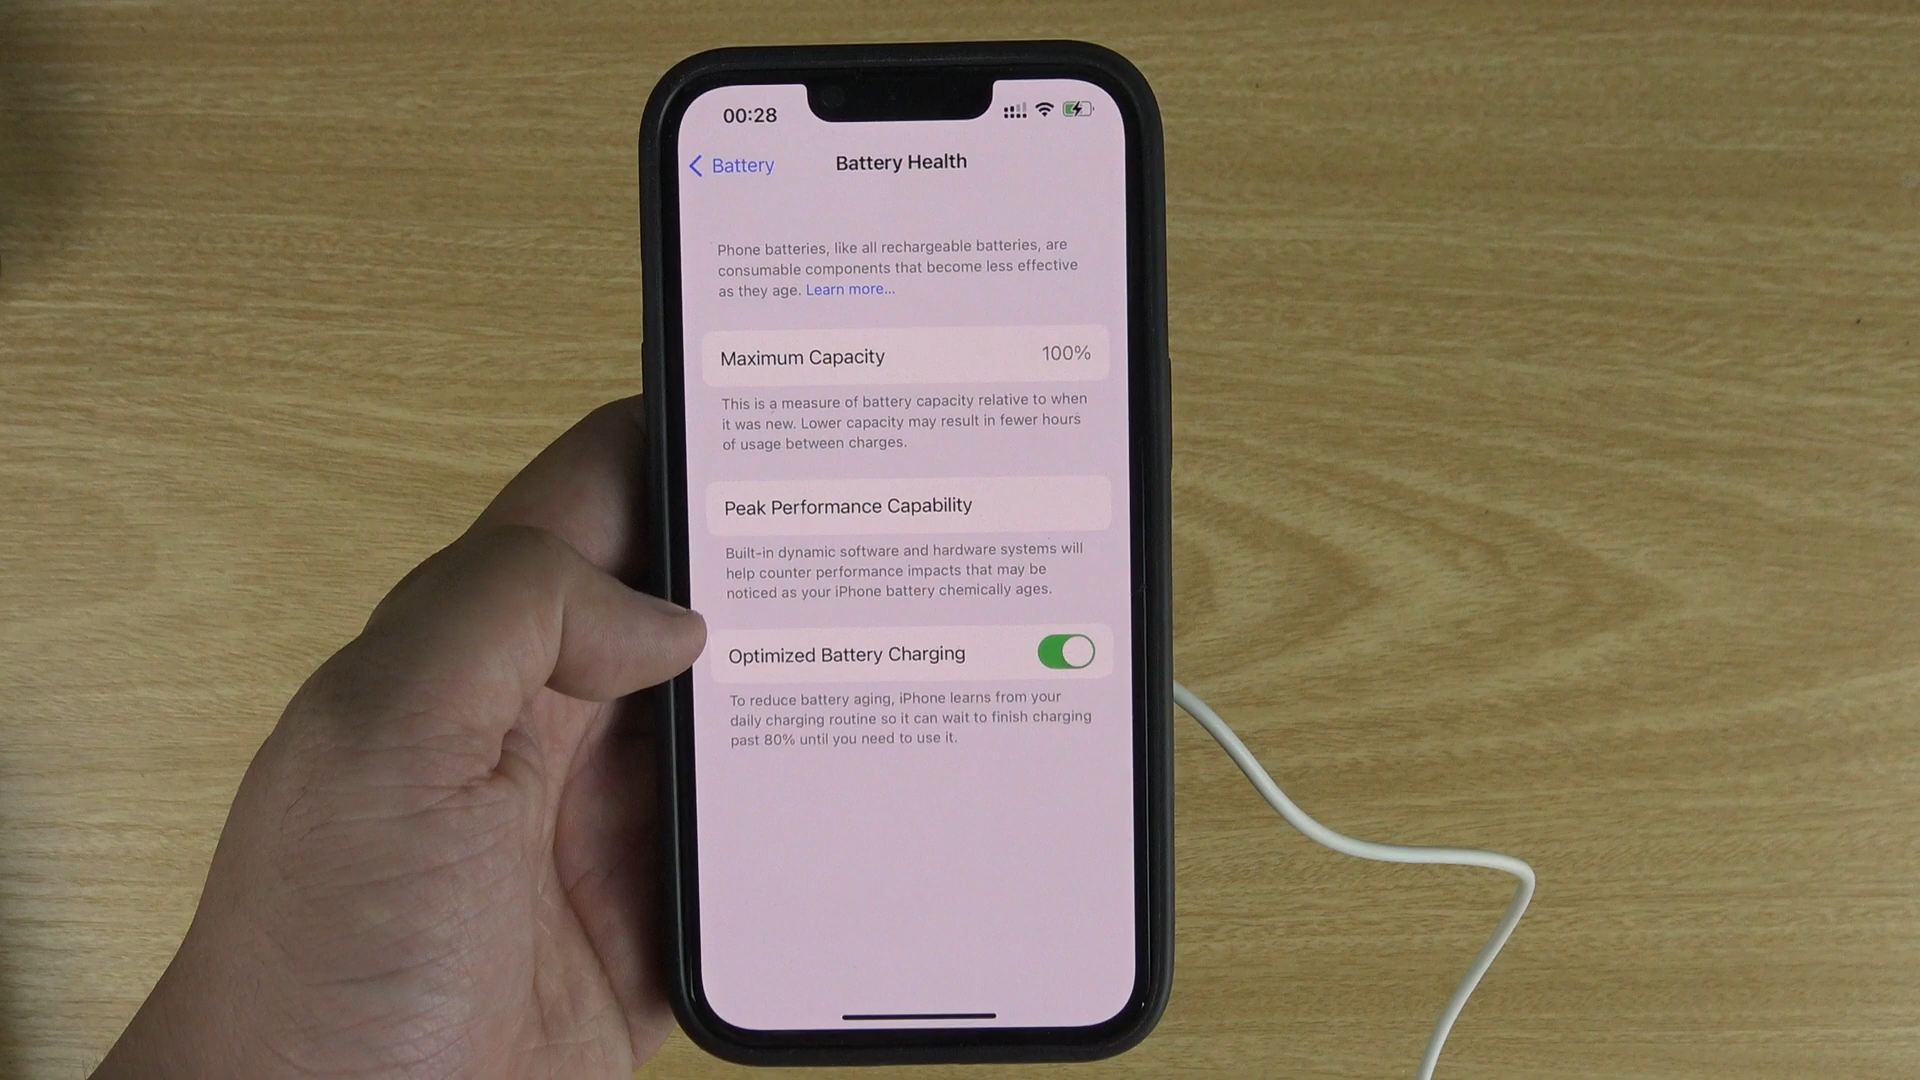 00:28
Battery
Battery Health
Phone batteries, like all rechargeable batteries, are
consumable components that become less effective
as they age. Learn more...
Maximum Capacity 100%
This is a measure of battery capacity relative to when
it was new. Lower capacity may result in fewer hours
of usage between charges.
Peak Performance Capability
Built-in dynamic software and hardware systems will
help counter performance impacts that may be
noticed as your iPhone battery chemically ages.
Optimized Battery Charging
To reduce battery aging, iPhone learns from your
daily charging routine so it can wait to finish charging
past 80% until you need to use it.